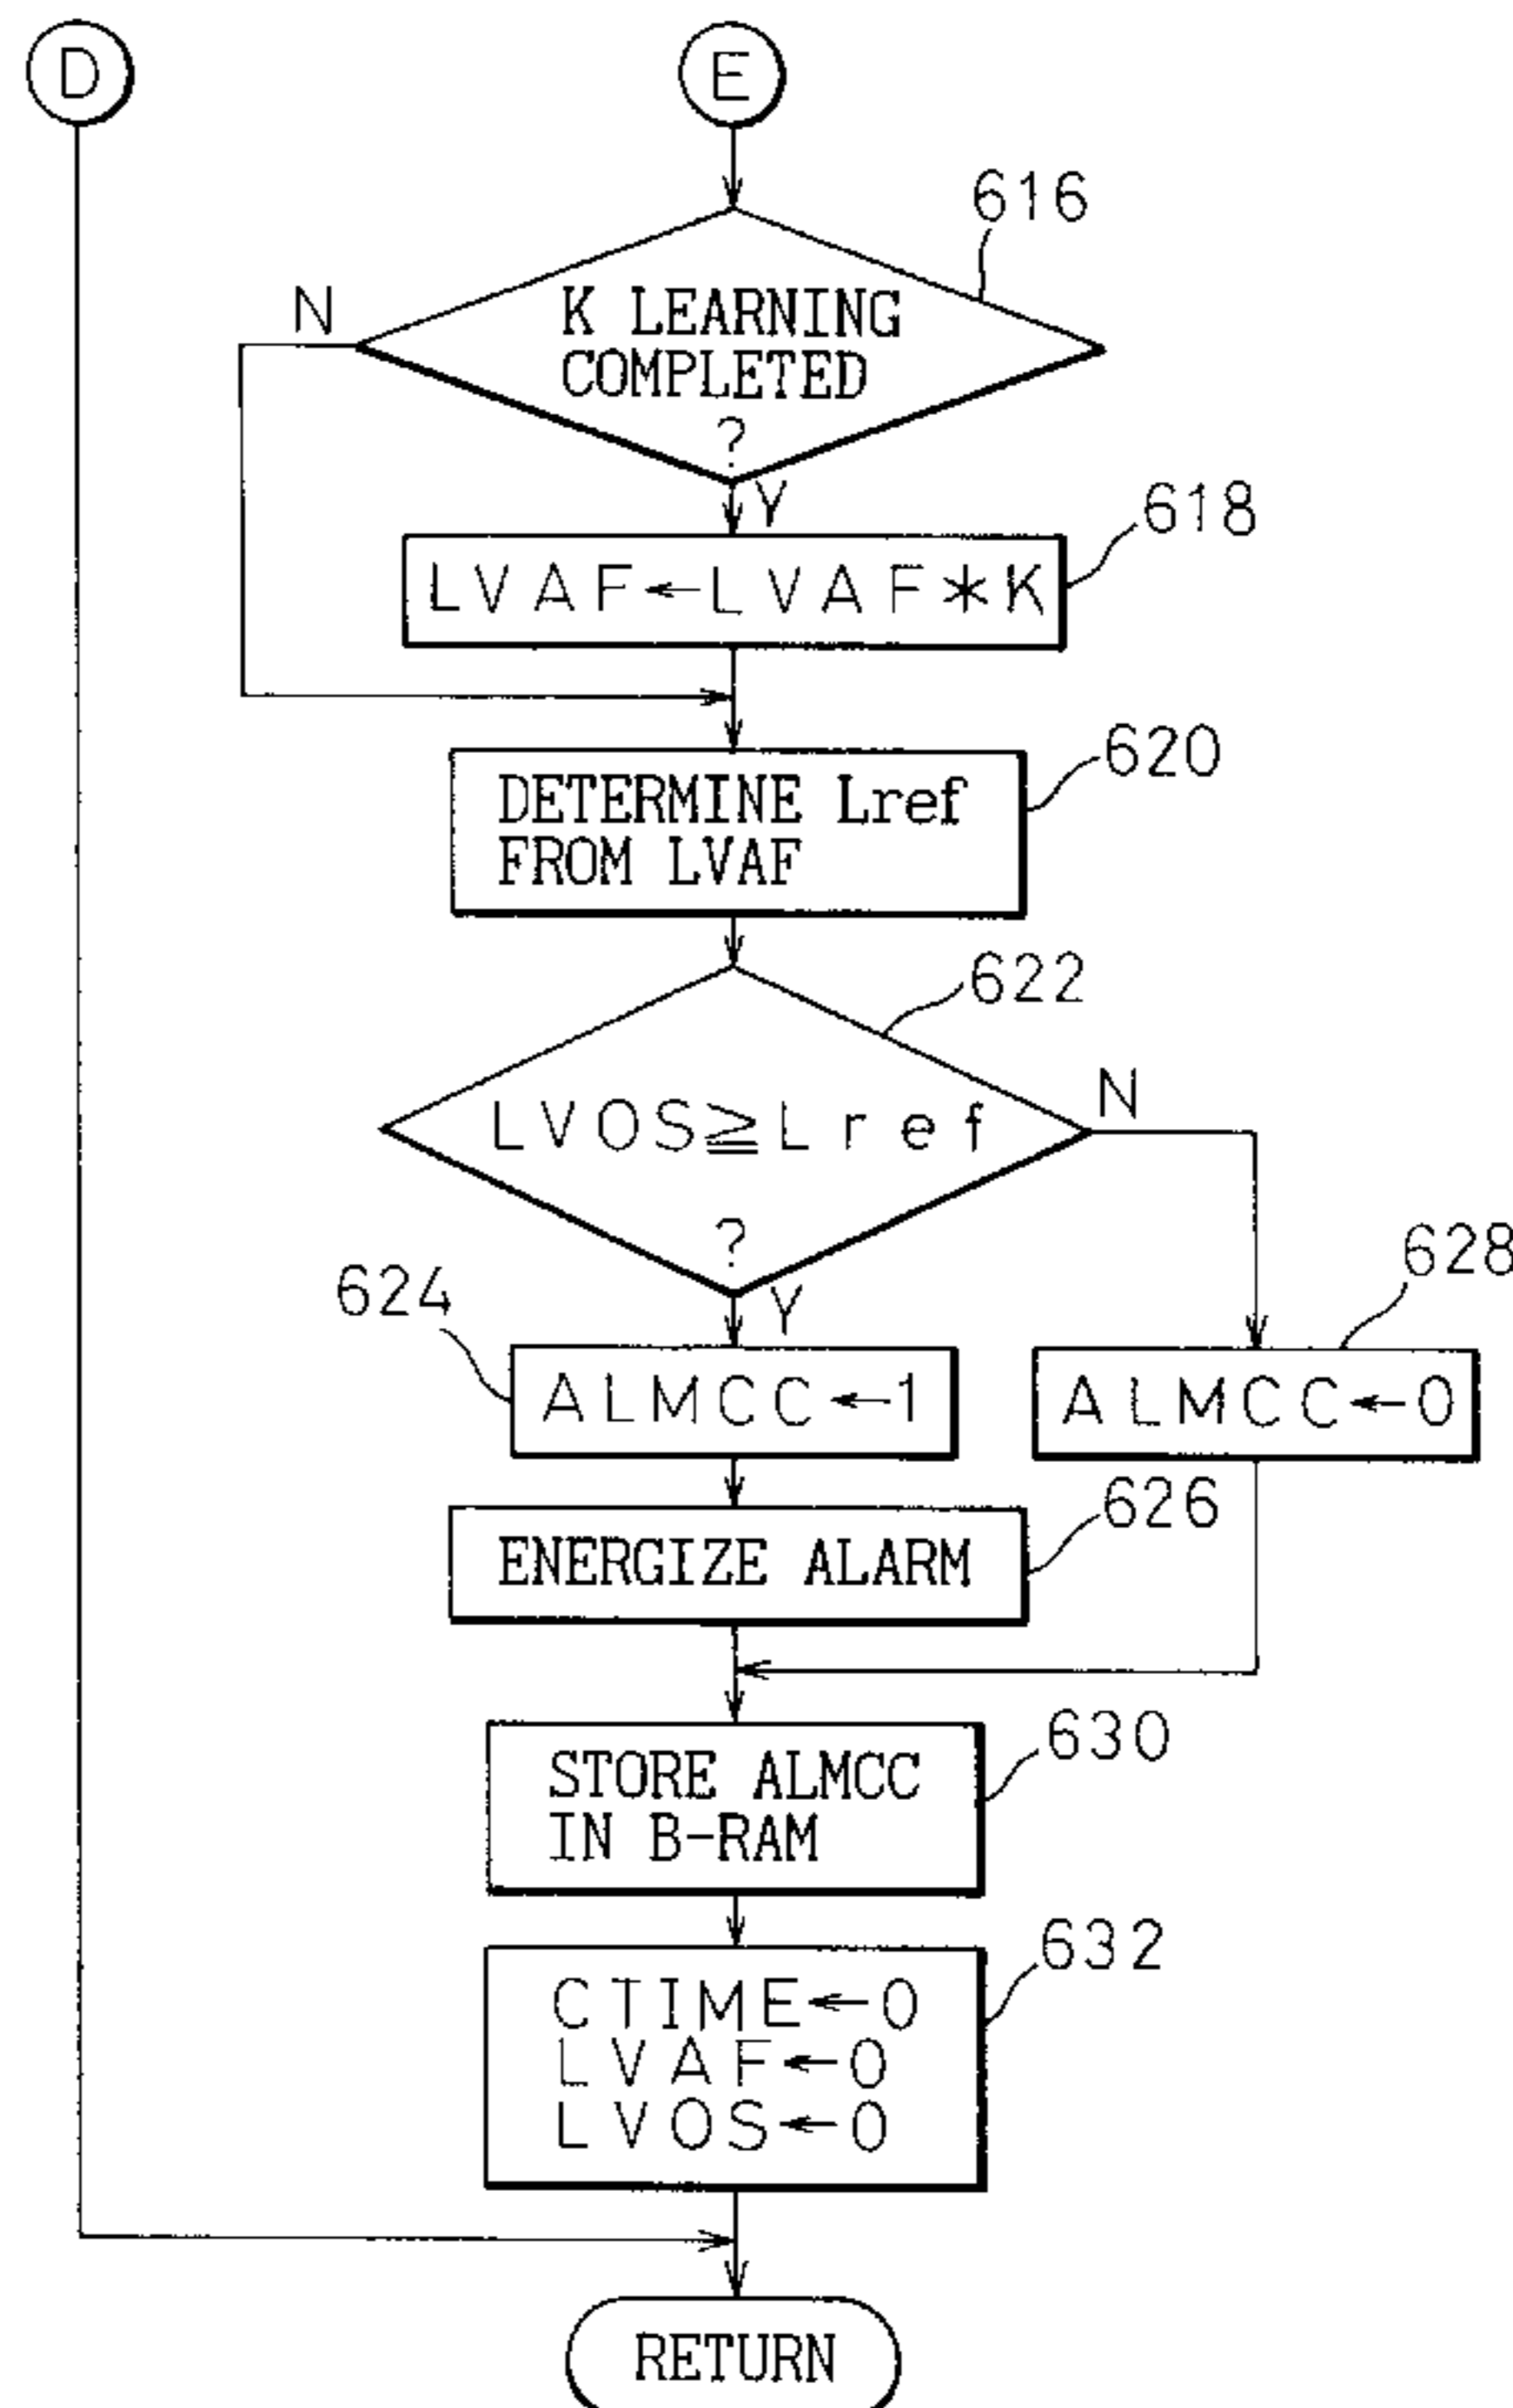 D
E
616
N
K LEARNING
COMPLETED
?
Y
618
LVAF←LVAF*K
620
DETERMINE Lref
FROM LVAF
622
N
LVOS≧Lref
?
Y
624
628
ALMCC←1
ALMCC←0
626
ENERGIZE ALARM
630
STORE ALMCC
IN B-RAM
632
CTIME←0
LVAF←0
LVOS←0
RETURN